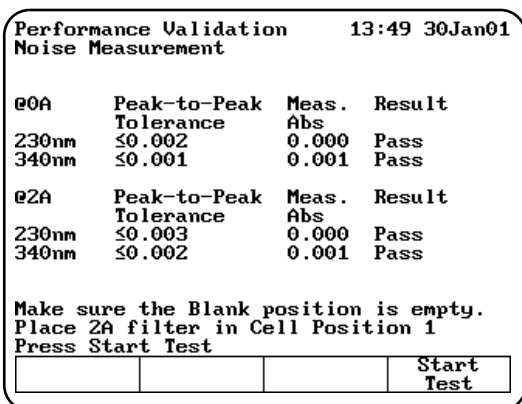 Performance Validation 13:49 30Jan01
Noise Measurement
@0A Peak-to-Peak Meas. Result
Tolerance Abs
230nm ≤0.002 0.000 Pass
340nm ≤0.001 0.001 Pass
@2A Peak-to-Peak Meas. Result
Tolerance Abs
230nm ≤0.003 0.000 Pass
340nm ≤0.002 0.001 Pass
Make sure the Blank position is empty.
Place 2A filter in Cell Position 1
Press Start Test
Start
Test